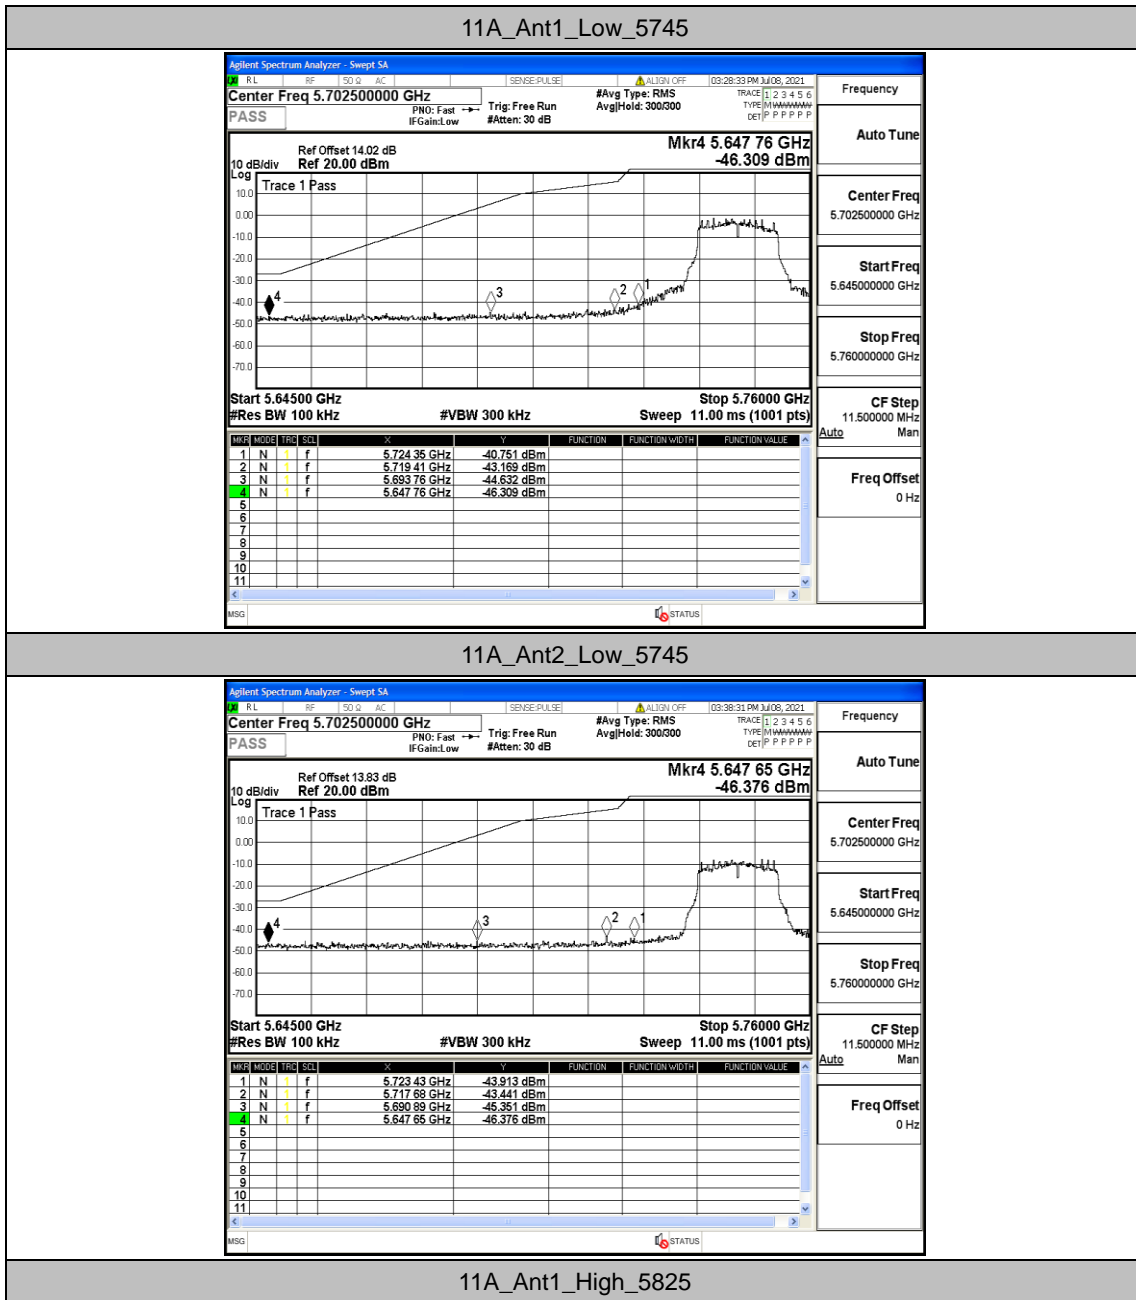 11A_Ant1_Low_5745
Agilent Spectrum Analyzer - Swept SA
RL RF 50 Ω AC SENSE:PULSE ALIGN OFF 03:28:33 PM Jul 08, 2021
Center Freq 5.702500000 GHz
PASS
PNO: Fast
IFGain:Low
Trig: Free Run
#Atten: 30 dB
#Avg Type: RMS
Avg|Hold: 300/300
TRACE 1 2 3 4 5 6
TYPE M
DET P P P P P P
Frequency
Auto Tune
Center Freq
5.702500000 GHz
Start Freq
5.645000000 GHz
Stop Freq
5.760000000 GHz
CF Step
11.500000 MHz
Auto Man
Freq Offset
0 Hz
Mkr4 5.647 76 GHz
-46.309 dBm
Ref Offset 14.02 dB
10 dB/div Ref 20.00 dBm
Log
Trace 1 Pass
10.0
0.00
-10.0
-20.0
-30.0
-40.0
-50.0
-60.0
-70.0
4 3 2 1
Start 5.64500 GHz Stop 5.76000 GHz
#Res BW 100 kHz #VBW 300 kHz Sweep 11.00 ms (1001 pts)
MKR MODE TRC SCL X Y FUNCTION FUNCTION WIDTH FUNCTION VALUE
1 N 1 f 5.724 35 GHz -40.751 dBm
2 N 1 f 5.719 41 GHz -43.169 dBm
3 N 1 f 5.693 76 GHz -44.632 dBm
4 N 1 f 5.647 76 GHz -46.309 dBm
5
6
7
8
9
10
11
MSG STATUS
11A_Ant2_Low_5745
Agilent Spectrum Analyzer - Swept SA
RL RF 50 Ω AC SENSE:PULSE ALIGN OFF 03:38:31 PM Jul 08, 2021
Center Freq 5.702500000 GHz
PASS
PNO: Fast
IFGain:Low
Trig: Free Run
#Atten: 30 dB
#Avg Type: RMS
Avg|Hold: 300/300
TRACE 1 2 3 4 5 6
TYPE M
DET P P P P P P
Frequency
Auto Tune
Center Freq
5.702500000 GHz
Start Freq
5.645000000 GHz
Stop Freq
5.760000000 GHz
CF Step
11.500000 MHz
Auto Man
Freq Offset
0 Hz
Mkr4 5.647 65 GHz
-46.376 dBm
Ref Offset 13.83 dB
10 dB/div Ref 20.00 dBm
Log
Trace 1 Pass
10.0
0.00
-10.0
-20.0
-30.0
-40.0
-50.0
-60.0
-70.0
4 3 2 1
Start 5.64500 GHz Stop 5.76000 GHz
#Res BW 100 kHz #VBW 300 kHz Sweep 11.00 ms (1001 pts)
MKR MODE TRC SCL X Y FUNCTION FUNCTION WIDTH FUNCTION VALUE
1 N 1 f 5.723 43 GHz -43.913 dBm
2 N 1 f 5.717 68 GHz -43.441 dBm
3 N 1 f 5.690 89 GHz -45.351 dBm
4 N 1 f 5.647 65 GHz -46.376 dBm
5
6
7
8
9
10
11
MSG STATUS
11A_Ant1_High_5825